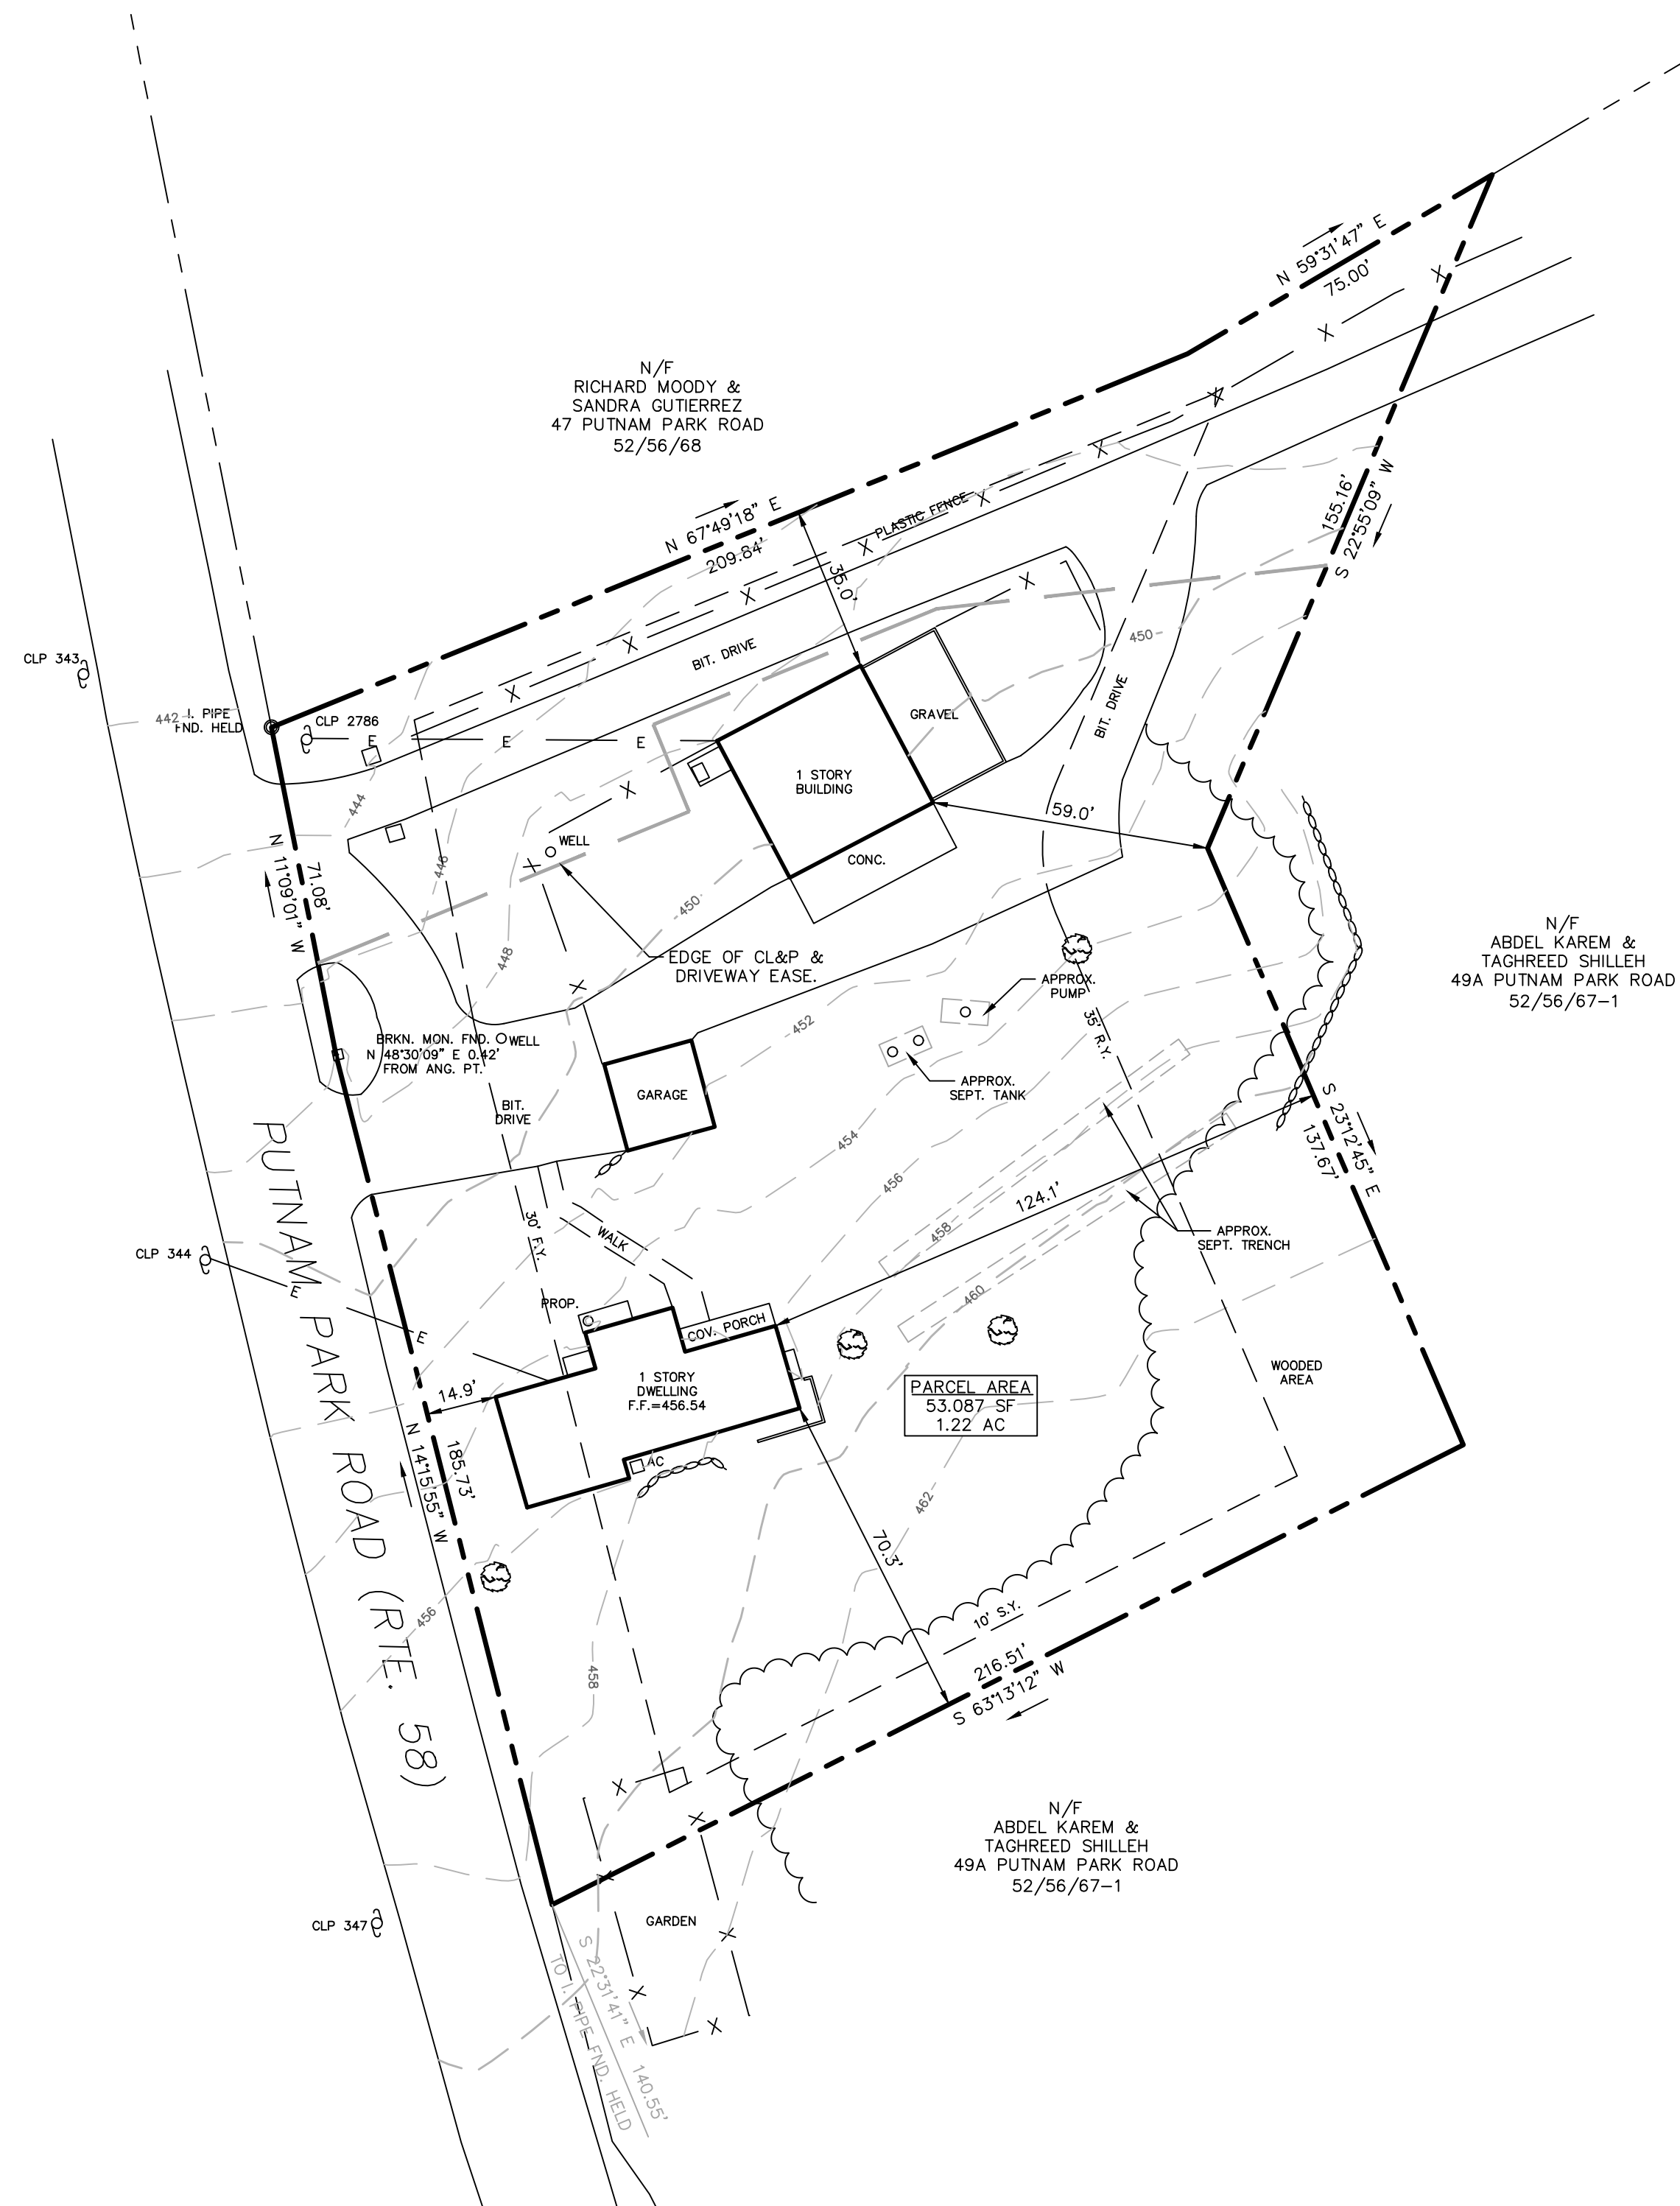 N 59°31'47" E
75.00'
N/F
RICHARD MOODY &
SANDRA GUTIERREZ
47 PUTNAM PARK ROAD
52/56/68
155.16'
S 22°55'09" W
N 67°49'18" E
209.84'
PLASTIC FENCE
35.0'
BIT. DRIVE
450
CLP 343
442
I. PIPE
FND. HELD
CLP 2786
E
E
E
GRAVEL
BIT. DRIVE
1 STORY
BUILDING
59.0'
444
WELL
CONC.
446
71.08'
N 11°09'01" W
450
448
EDGE OF CL&P &
DRIVEWAY EASE.
N/F
ABDEL KAREM &
TAGHREED SHILLEH
49A PUTNAM PARK ROAD
52/56/67-1
APPROX.
PUMP
452
35' R.Y.
BRKN. MON. FND.
N 48°30'09" E 0.42'
FROM ANG. PT.
WELL
APPROX.
SEPT. TANK
GARAGE
BIT.
DRIVE
454
S 23°12'45" E
137.67'
456
124.1'
458
APPROX.
SEPT. TRENCH
30' F.Y.
WALK
CLP 344
E
E
460
PROP.
COV. PORCH
1 STORY
DWELLING
F.F.=456.54
14.9'
WOODED
AREA
PARCEL AREA
53.087 SF
1.22 AC
AC
185.73'
N 14°15'55" W
462
70.3'
PUTNAM PARK ROAD (RTE. 58)
456
458
10' S.Y.
216.51'
S 63°13'12" W
N/F
ABDEL KAREM &
TAGHREED SHILLEH
49A PUTNAM PARK ROAD
52/56/67-1
CLP 347
GARDEN
S 22°31'41" E 140.55'
TO I. PIPE FND. HELD